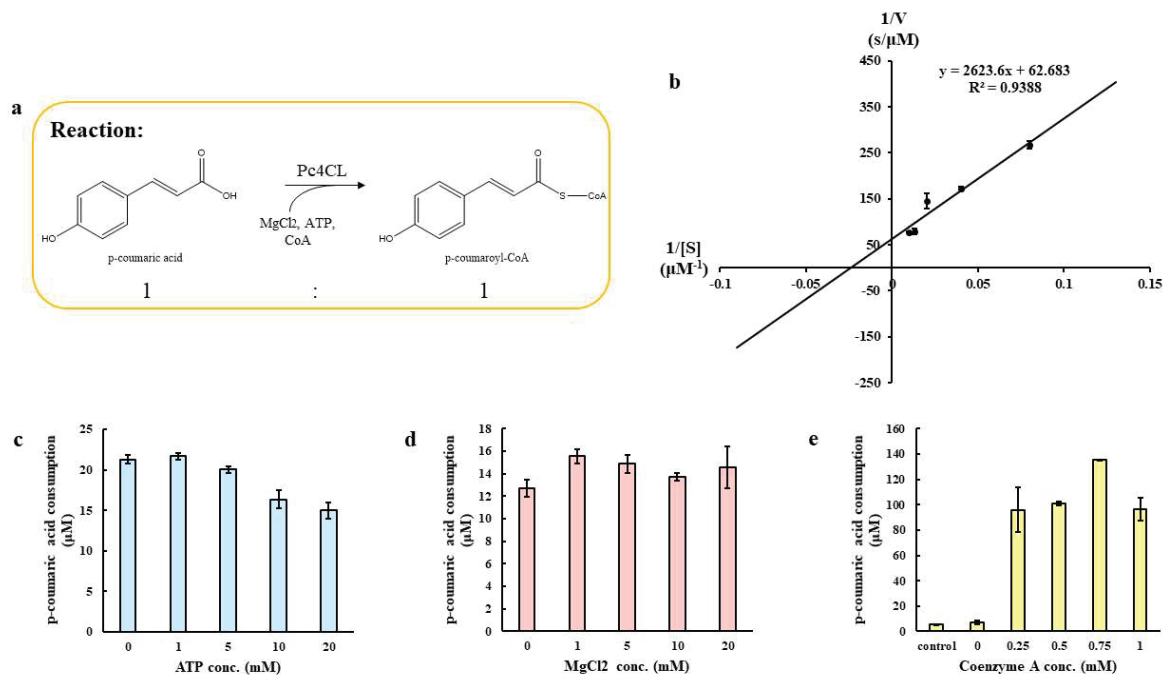 a
Reaction:
O
OH
HO
p-coumaric acid
Pc4CL
MgCl2, ATP,
CoA
O
S
CoA
HO
p-coumaroyl-CoA
1 : 1
b
1/V
(s/μM)
y = 2623.6x + 62.683
R² = 0.9388
450
350
250
150
50
-50
-150
-250
1/[S]
(μM⁻¹)
-0.1 -0.05 0 0.05 0.1 0.15
c
p-coumaric acid consumption
(μM)
25
20
15
10
5
0
0 1 5 10 20
ATP conc. (mM)
d
p-coumaric acid consumption
(μM)
18
16
14
12
10
8
6
4
2
0
0 1 5 10 20
MgCl2 conc. (mM)
e
p-coumaric acid consumption
(μM)
160
140
120
100
80
60
40
20
0
control 0 0.25 0.5 0.75 1
Coenzyme A conc. (mM)